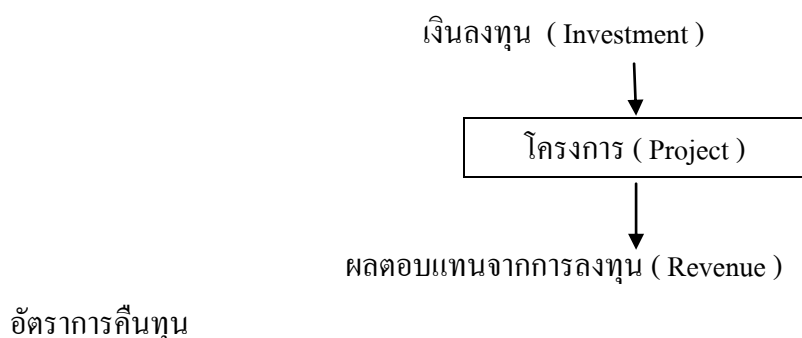 เงินลงทุน ( Investment )
โครงการ ( Project )
ผลตอบแทนจากการลงทุน ( Revenue )
อัตราการคืนทุน